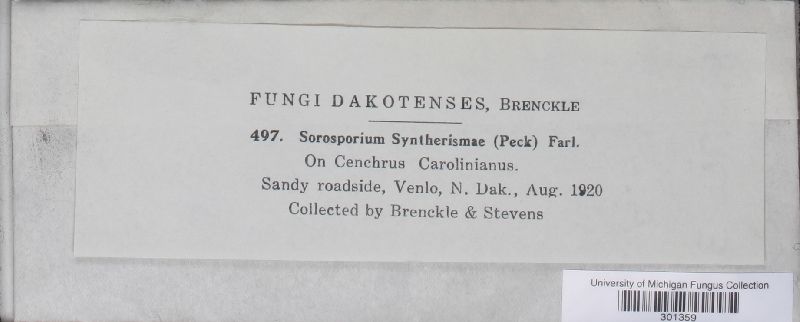 FUNGI DAKOTENSES, BRENCKLE
497. Sorosporium Syntherismae (Peck) Farl.
On Cenchrus Carolinianus.
Sandy roadside, Venlo, N. Dak., Aug. 1920
Collected by Brenckle & Stevens
University of Michigan Fungus Collection
301359